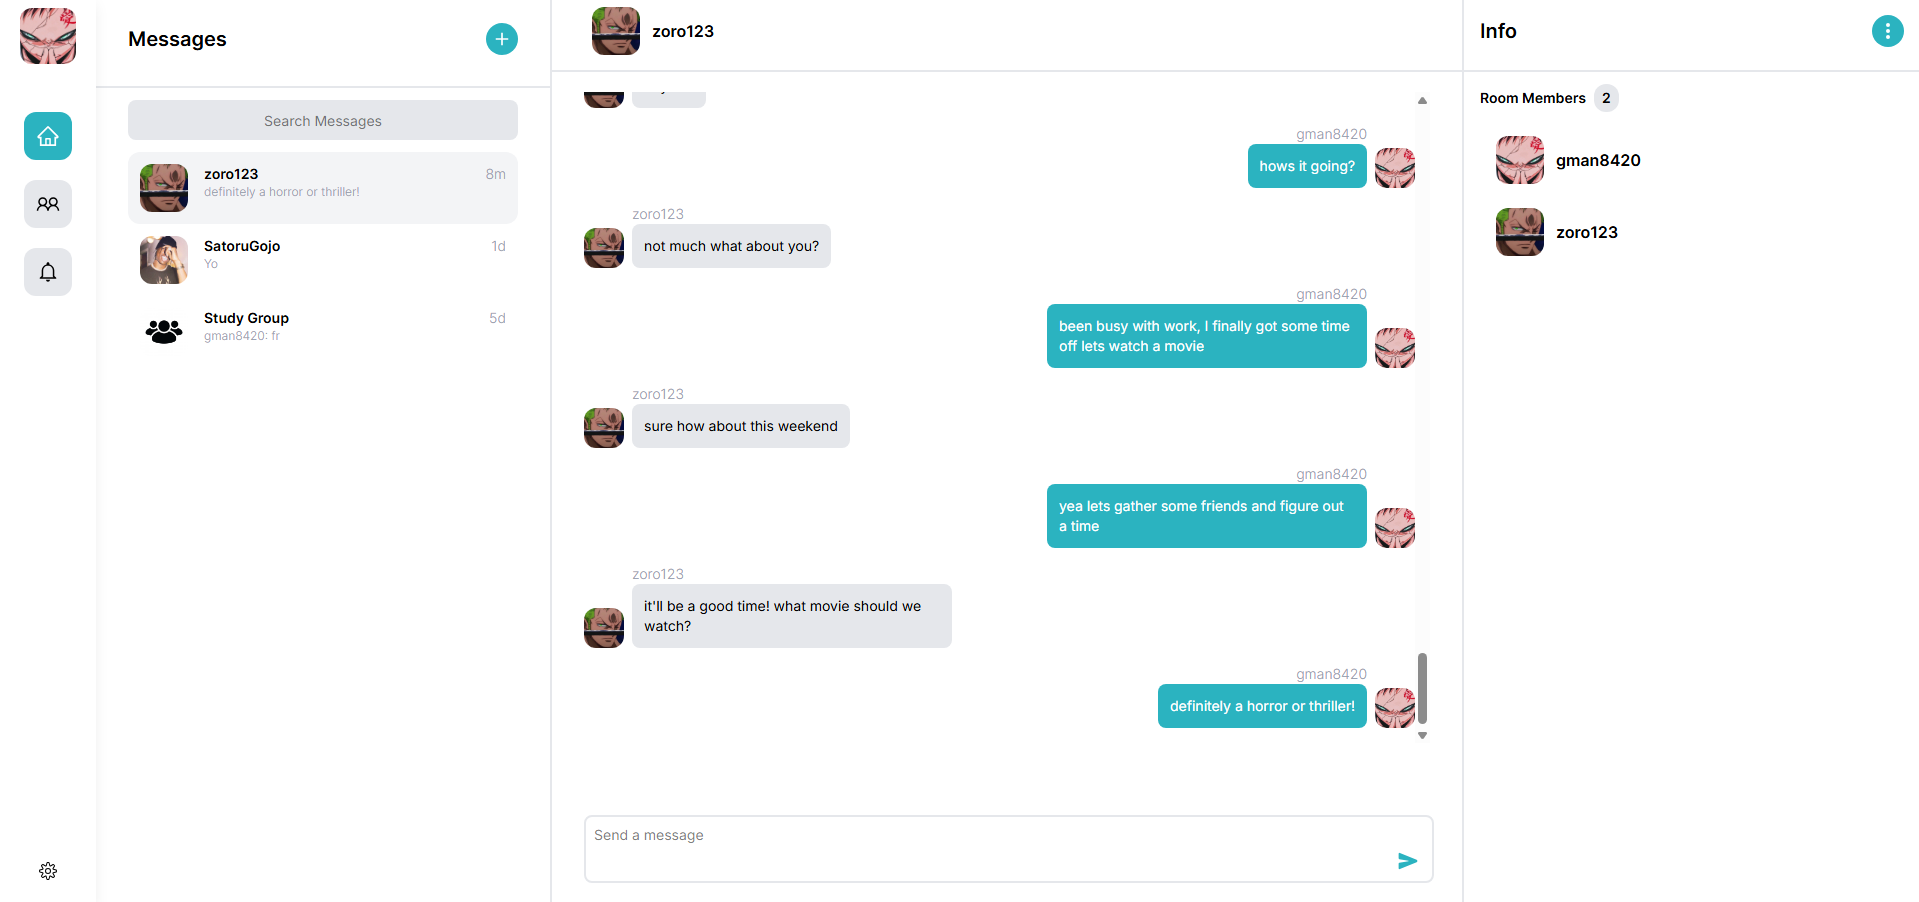 Messages
Search Messages
zoro123
8m
definitely a horror or thriller!
SatoruGojo
1d
Yo
Study Group
5d
gman8420: fr
zoro123
gman8420
hows it going?
zoro123
not much what about you?
gman8420
been busy with work, I finally got some time
off lets watch a movie
zoro123
sure how about this weekend
gman8420
yea lets gather some friends and figure out
a time
zoro123
it'll be a good time! what movie should we
watch?
gman8420
definitely a horror or thriller!
Send a message
Info
Room Members 2
gman8420
zoro123